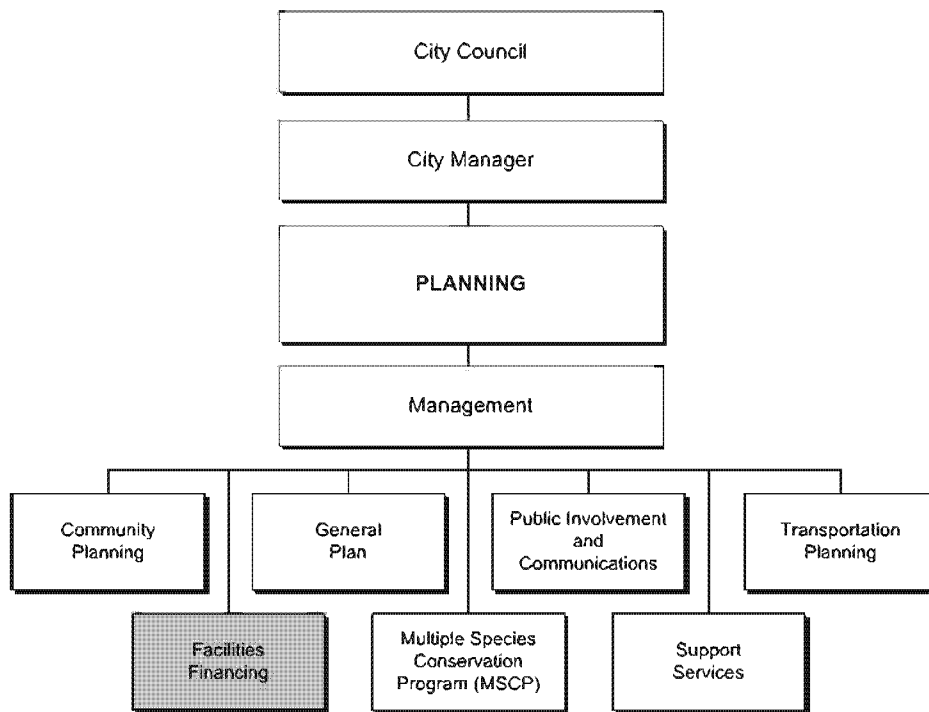 City Council
City Manager
PLANNING
Management
Community
Planning
General
Plan
Public Involvement
and
Communications
Transportation
Planning
Facilities
Financing
Multiple Species
Conservation
Program (MSCP)
Support
Services